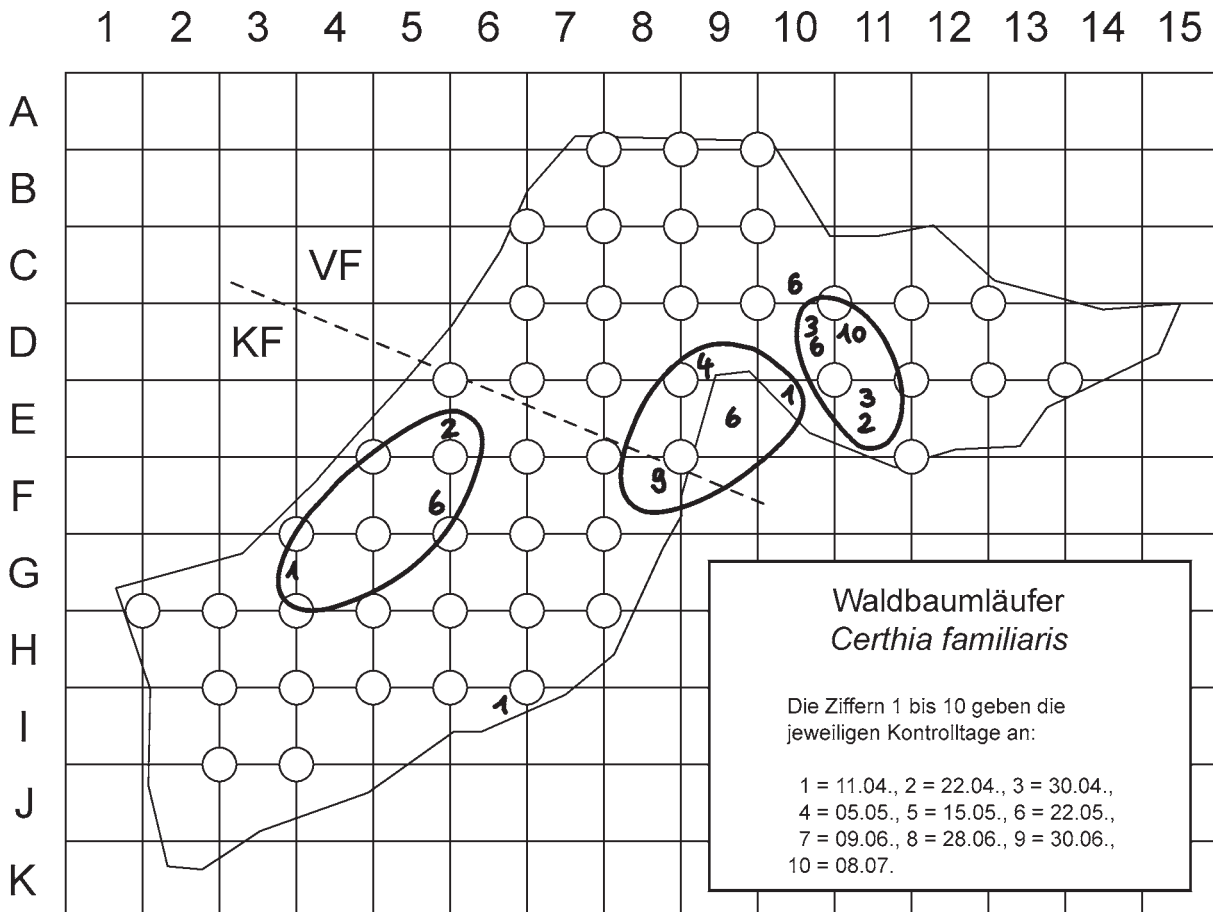 1 2 3 4 5 6 7 8 9 10 11 12 13 14 15
A
B
C VF
6
D KF 3 10
6
4
E 2 6 1 3
2
F 6 9
G 1
H
I 1
J
K
Waldbaumläufer
Certhia familiaris
Die Ziffern 1 bis 10 geben die
jeweiligen Kontrolltage an:
1 = 11.04., 2 = 22.04., 3 = 30.04.,
4 = 05.05., 5 = 15.05., 6 = 22.05.,
7 = 09.06., 8 = 28.06., 9 = 30.06.,
10 = 08.07.